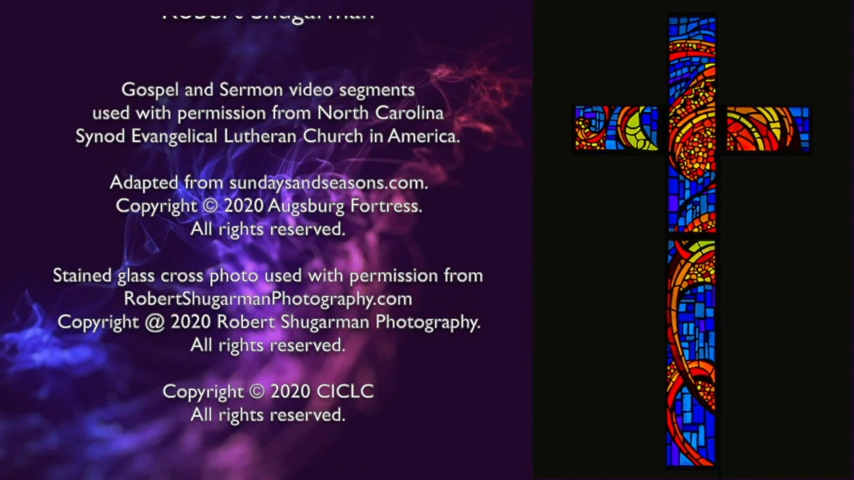 Robert Shugarman
Gospel and Sermon video segments
used with permission from North Carolina
Synod Evangelical Lutheran Church in America.
Adapted from sundaysandseasons.com.
Copyright © 2020 Augsburg Fortress.
All rights reserved.
Stained glass cross photo used with permission from
RobertShugarmanPhotography.com
Copyright @ 2020 Robert Shugarman Photography.
All rights reserved.
Copyright © 2020 CICLC
All rights reserved.